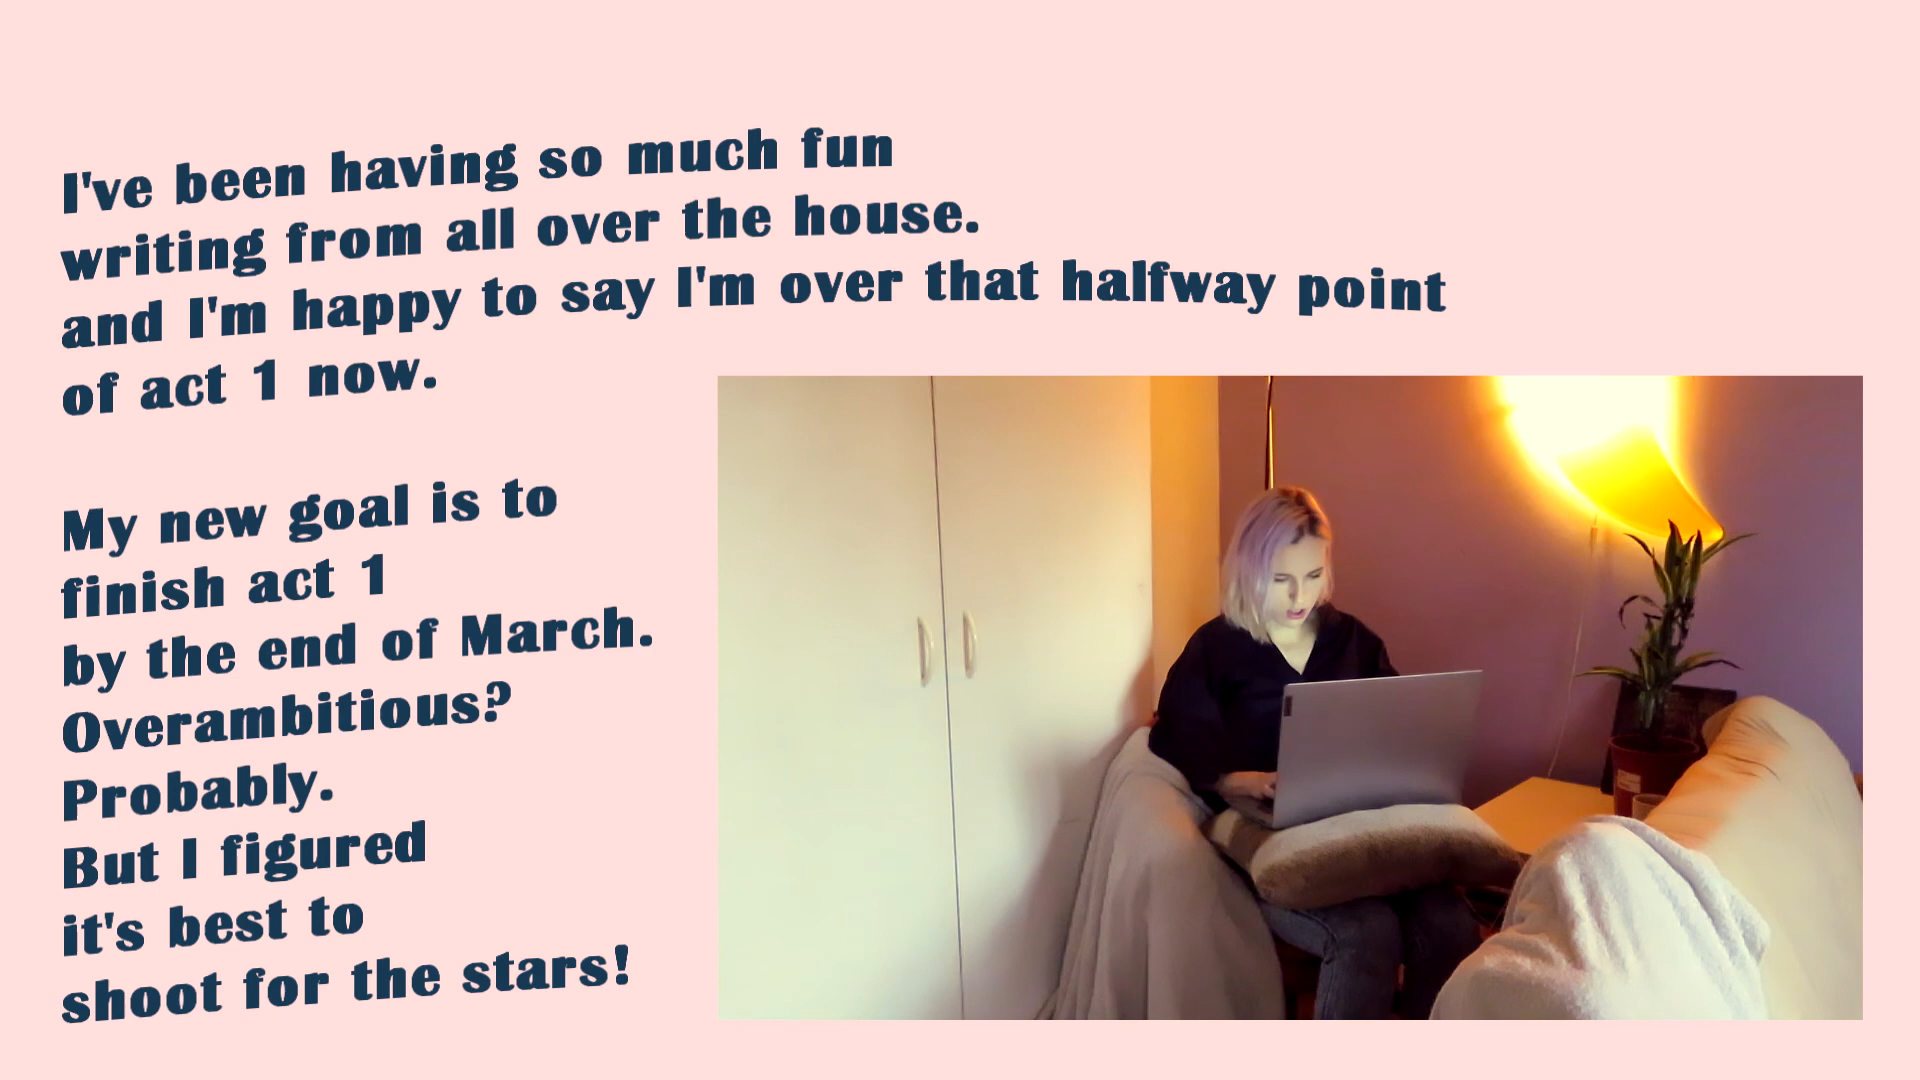 I've been having so much fun
writing from all over the house.
and I'm happy to say I'm over that halfway point
of act 1 now.
My new goal is to
finish act 1
by the end of March.
Overambitious?
Probably.
But I figured
it's best to
shoot for the stars!